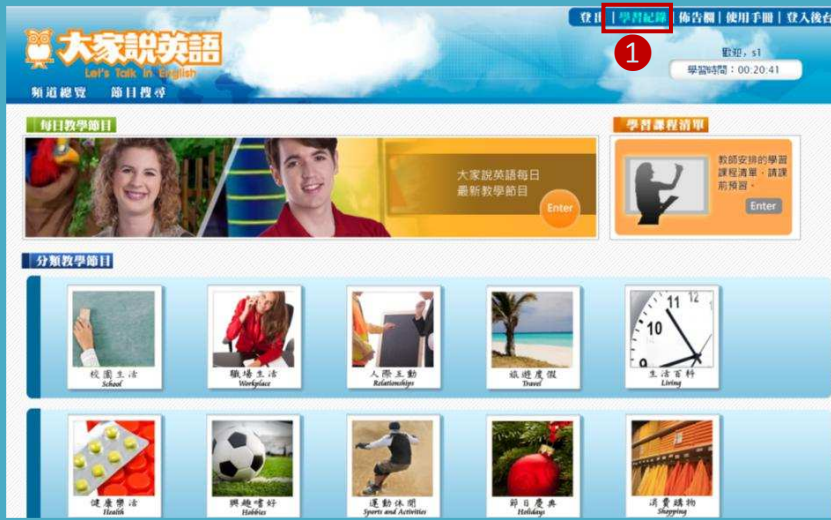 登出 | 學習紀錄 | 佈告欄 | 使用手冊 | 登入後台
1
大家說英語
Let's Talk in English
歡迎，s1
學習時間：00:20:41
頻道總覽 節目搜尋
每日教學節目
學習課程清單
大家說英語每日
最新教學節目
Enter
教師安排的學習
課程清單，請課
前預習。
Enter
分類教學節目
11 12
10
9
8
校園生活
School
職場生活
Workplace
人際互動
Relationships
旅遊度假
Travel
生活百科
Living
健康樂活
Health
興趣嗜好
Hobbies
運動休閒
Sports and Activities
節日慶典
Holidays
消費購物
Shopping